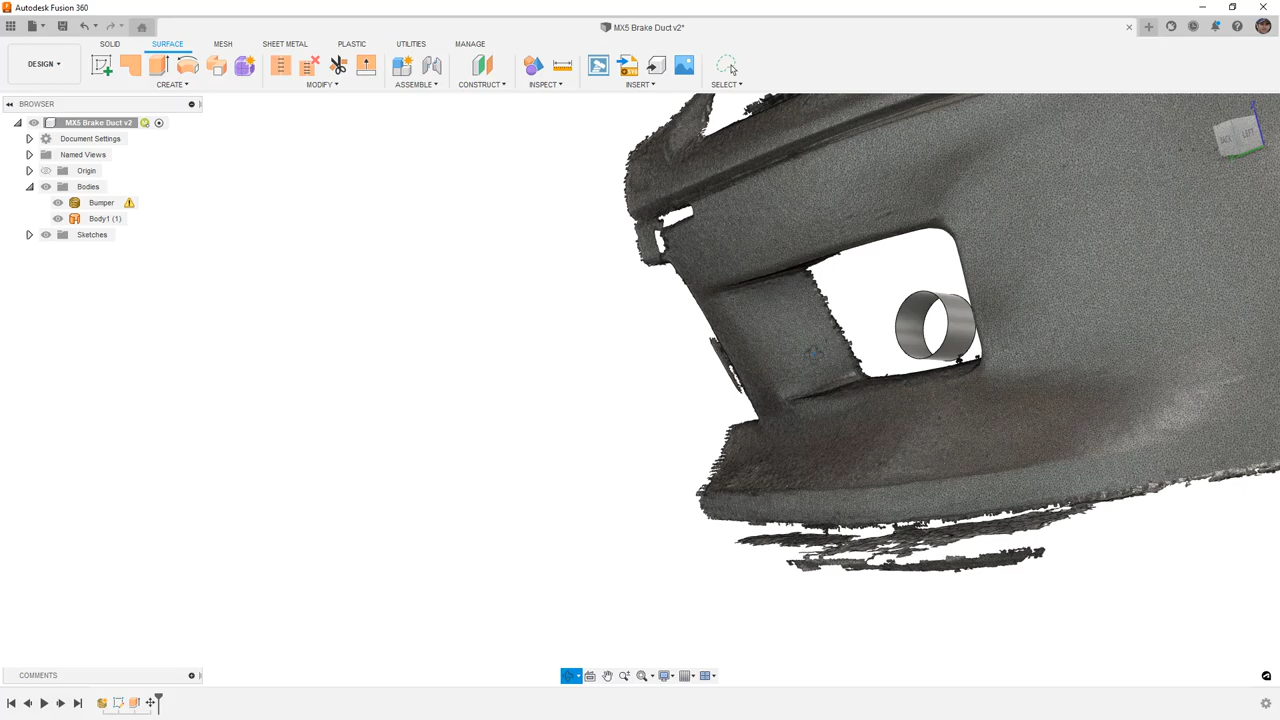 Autodesk Fusion 360
MX5 Brake Duct v2*
DESIGN
SOLID
SURFACE
MESH
SHEET METAL
PLASTIC
UTILITIES
MANAGE
CREATE
MODIFY
ASSEMBLE
CONSTRUCT
INSPECT
INSERT
SELECT
BROWSER
MX5 Brake Duct v2
Document Settings
Named Views
Origin
Bodies
Bumper
Body1 (1)
Sketches
BACK
LEFT
Z
COMMENTS